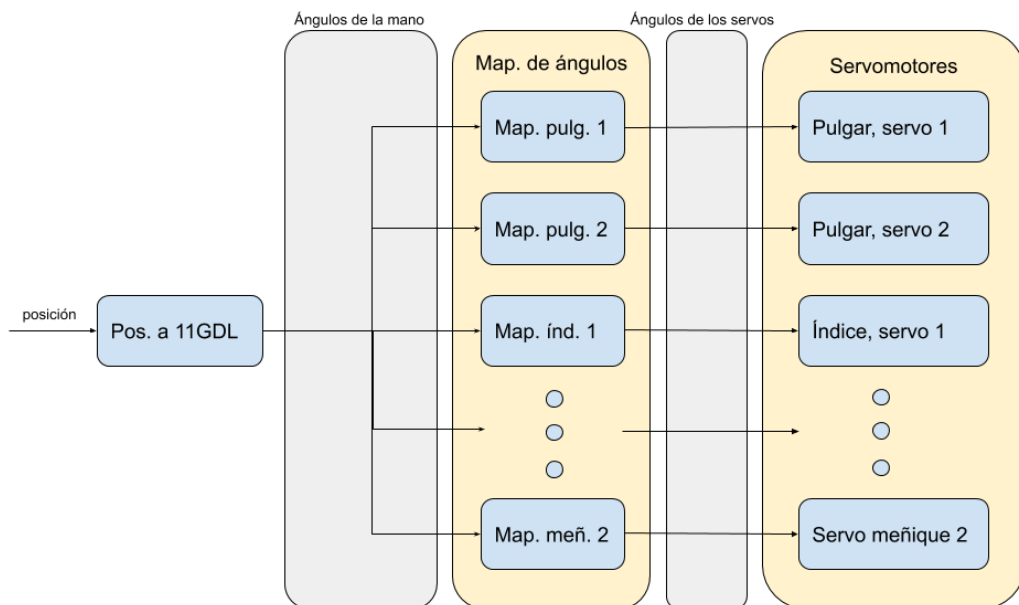 Ángulos de la mano
Ángulos de los servos
Map. de ángulos
Servomotores
Map. pulg. 1
Pulgar, servo 1
Map. pulg. 2
Pulgar, servo 2
posición
Pos. a 11GDL
Map. índ. 1
Índice, servo 1
Map. meñ. 2
Servo meñique 2